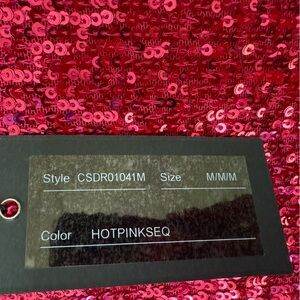 Style CSDR01041M Size M/M/M
Color HOTPINKSEQ